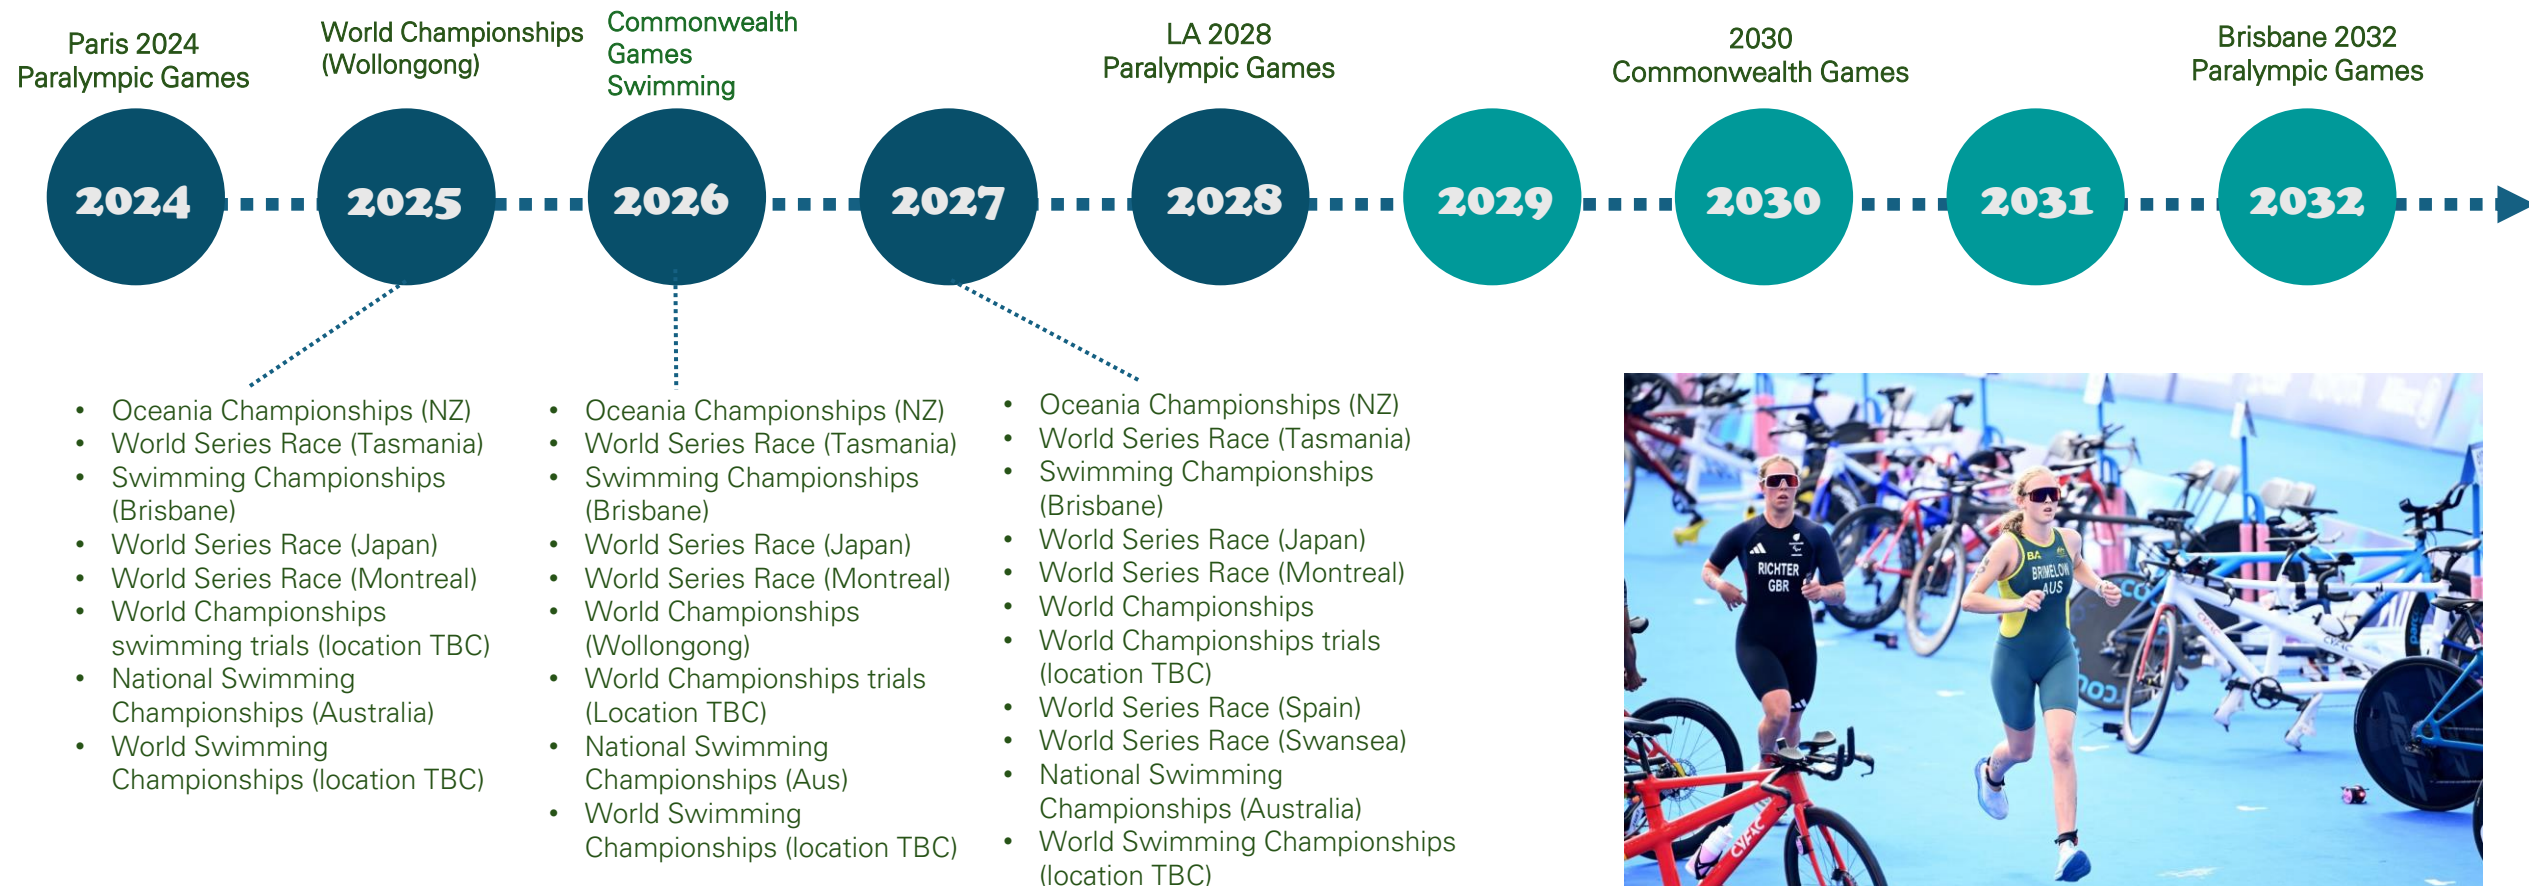 Paris 2024
Paralympic Games
World Championships
(Wollongong)
Commonwealth
Games
Swimming
LA 2028
Paralympic Games
2030
Commonwealth Games
Brisbane 2032
Paralympic Games
2024
2025
2026
2027
2028
2029
2030
2031
2032
• Oceania Championships (NZ)
• World Series Race (Tasmania)
• Swimming Championships
(Brisbane)
• World Series Race (Japan)
• World Series Race (Montreal)
• World Championships
swimming trials (location TBC)
• National Swimming
Championships (Australia)
• World Swimming
Championships (location TBC)
• Oceania Championships (NZ)
• World Series Race (Tasmania)
• Swimming Championships
(Brisbane)
• World Series Race (Japan)
• World Series Race (Montreal)
• World Championships
(Wollongong)
• World Championships trials
(Location TBC)
• National Swimming
Championships (Aus)
• World Swimming
Championships (location TBC)
• Oceania Championships (NZ)
• World Series Race (Tasmania)
• Swimming Championships
(Brisbane)
• World Series Race (Japan)
• World Series Race (Montreal)
• World Championships
• World Championships trials
(location TBC)
• World Series Race (Spain)
• World Series Race (Swansea)
• National Swimming
Championships (Australia)
• World Swimming Championships
(location TBC)
RICHTER
GBR
BA
BRIMELOW
AUS
CYFAC